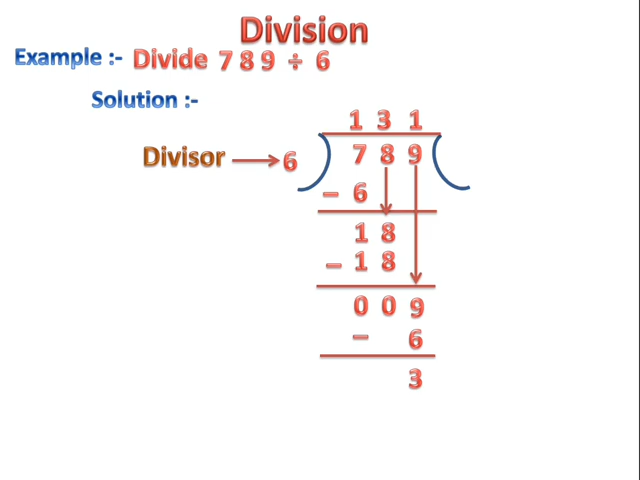 Division
Example :- Divide 7 8 9 ÷ 6
Solution :-
1 3 1
Divisor 6 7 8 9
– 6
1 8
– 1 8
0 0 9
– 6
3